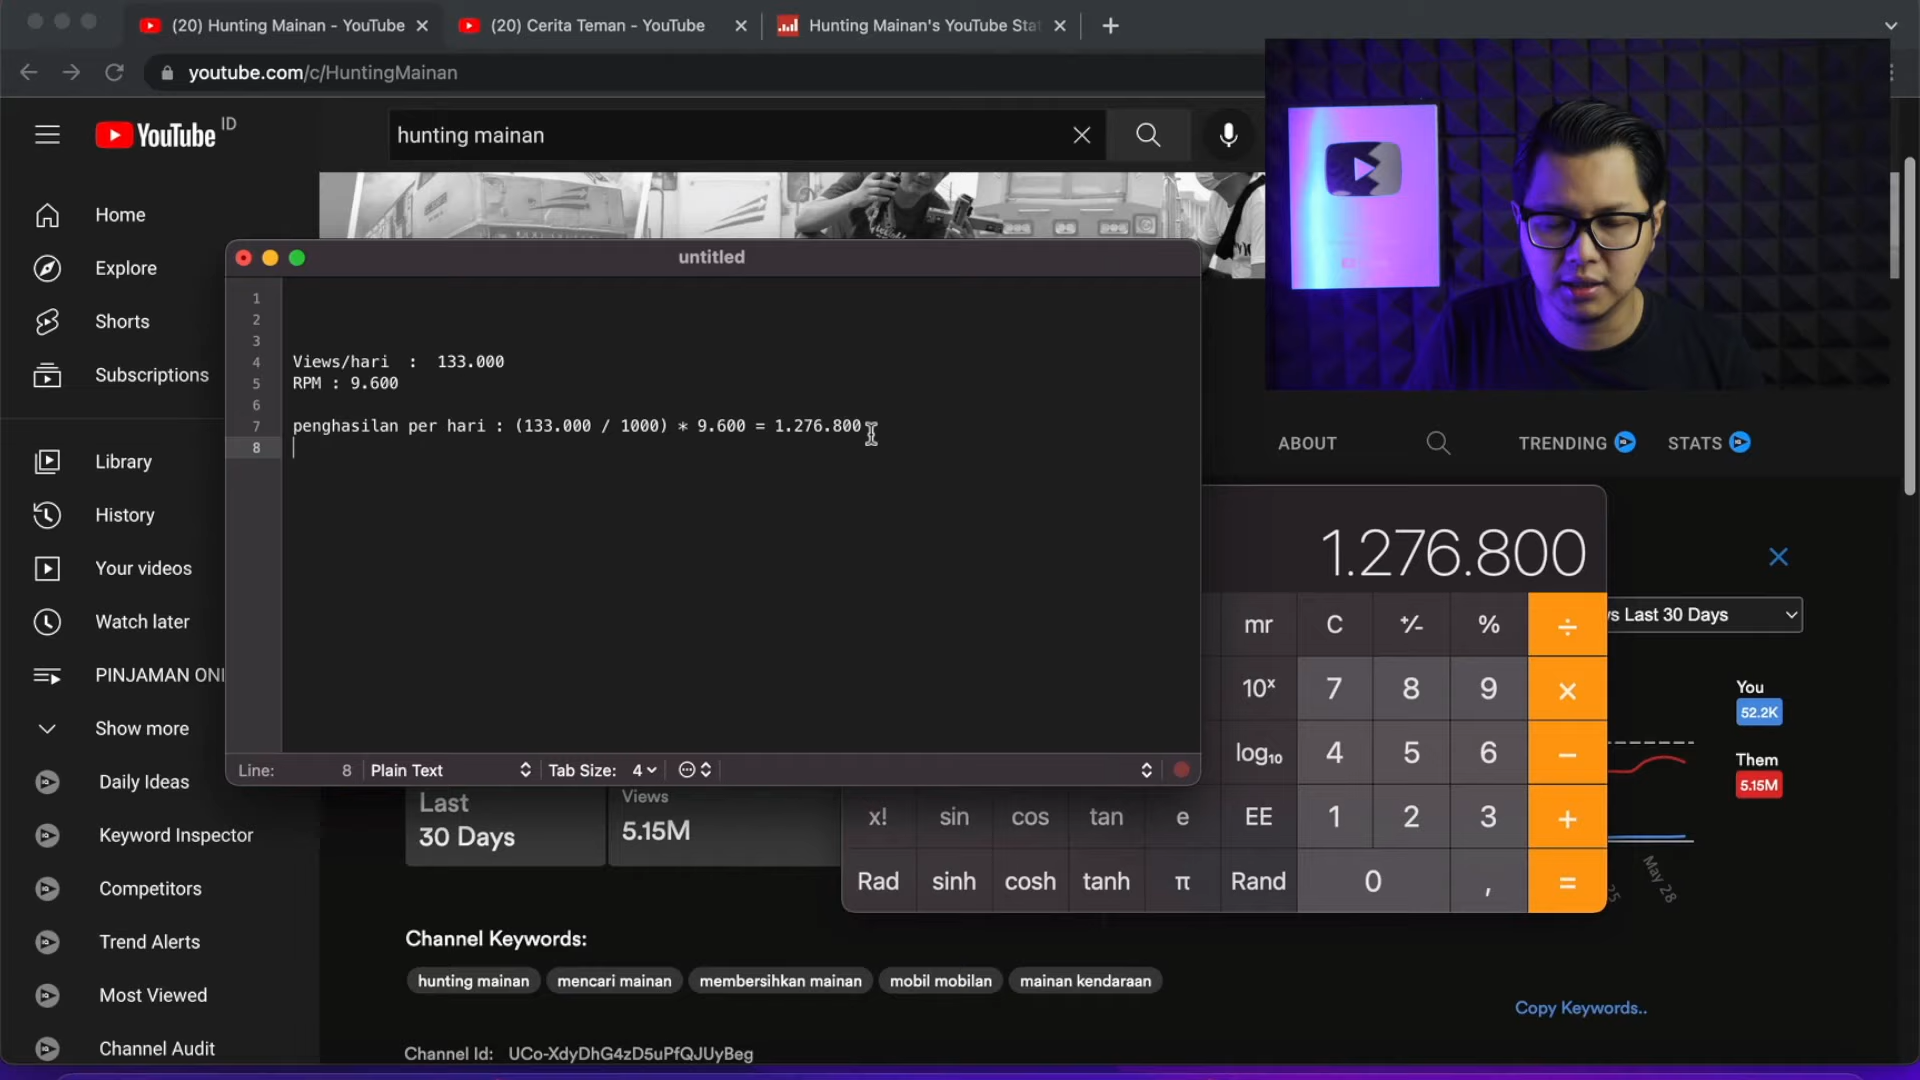 (20) Hunting Mainan - YouTube
(20) Cerita Teman - YouTube
Hunting Mainan's YouTube Stat
youtube.com/c/HuntingMainan
YouTube ID
hunting mainan
Home
Explore
Shorts
Subscriptions
Library
History
Your videos
Watch later
PINJAMAN ONL
Show more
Daily Ideas
Keyword Inspector
Competitors
Trend Alerts
Most Viewed
Channel Audit
untitled
1
2
3
4 Views/hari : 133.000
5 RPM : 9.600
6
7 penghasilan per hari : (133.000 / 1000) * 9.600 = 1.276.800
8
Line: 8 Plain Text Tab Size: 4
ABOUT
TRENDING
STATS
1.276.800
mr C +/- % ÷
10ˣ 7 8 9 ×
log₁₀ 4 5 6 −
x! sin cos tan e EE 1 2 3 +
Rad sinh cosh tanh π Rand 0 , =
s Last 30 Days
You
52.2K
Them
5.15M
May 28
Last
30 Days
Views
5.15M
Channel Keywords:
hunting mainan
mencari mainan
membersihkan mainan
mobil mobilan
mainan kendaraan
Copy Keywords..
Channel Id: UCo-XdyDhG4zD5uPfQJUyBeg